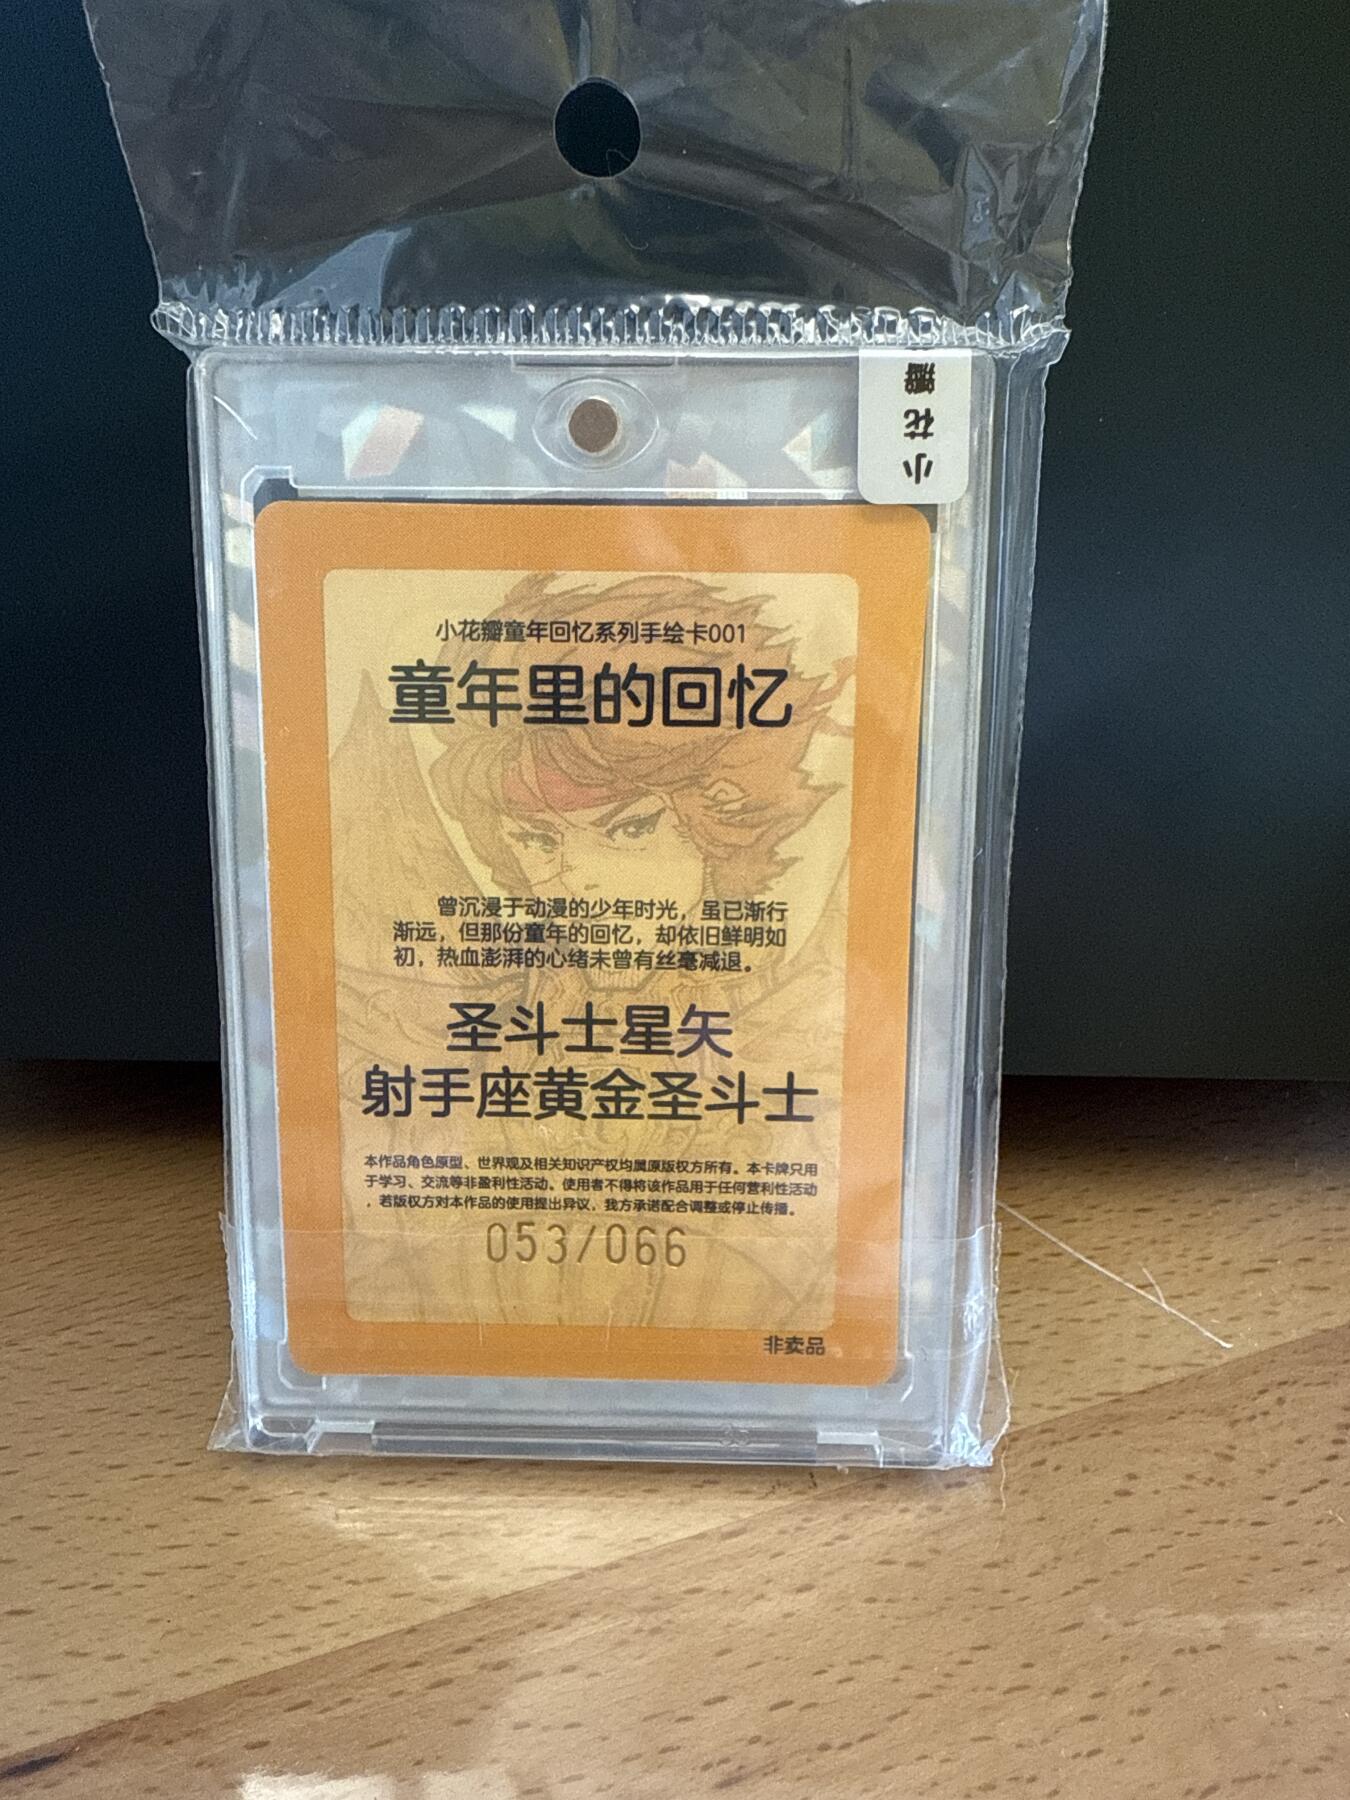 小花瓣
小花瓣童年回忆系列手绘卡001
童年里的回忆
曾沉浸于动漫的少年时光，虽已渐行
渐远，但那份童年的回忆，却依旧鲜明如
初，热血澎湃的心绪未曾有丝毫减退。
圣斗士星矢
射手座黄金圣斗士
本作品角色原型、世界观及相关知识产权均属原版权方所有。本卡牌只用
于学习、交流等非盈利性活动。使用者不得将该作品用于任何营利性活动
，若版权方对本作品的使用提出异议，我方承诺配合调整或停止传播。
053/066
非卖品